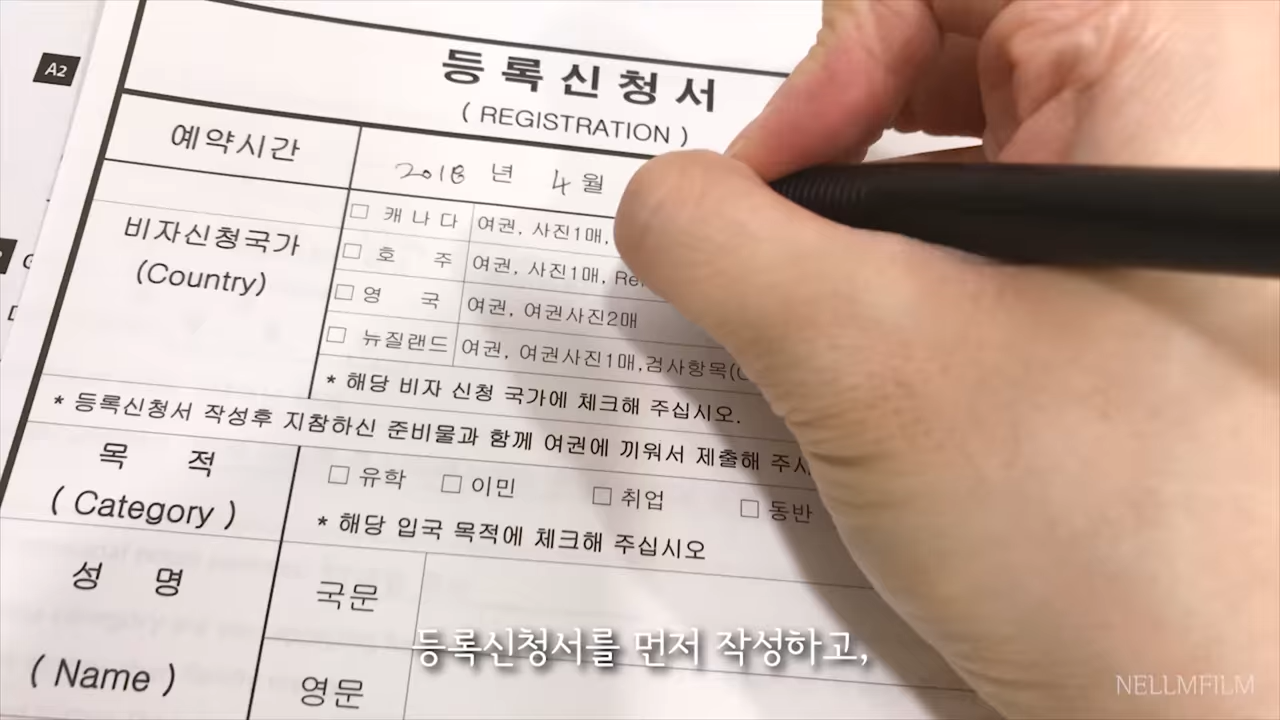 A2
등록신청서
( REGISTRATION )
예약시간
2018 년 4월
비자신청국가
(Country)
□ 캐나다 여권, 사진1매,
□ 호 주 여권, 사진1매,
□ 영 국 여권, 여권사진2매
□ 뉴질랜드 여권, 여권사진1매,검사항목(
* 해당 비자 신청 국가에 체크해 주십시오.
* 등록신청서 작성후 지참하신 준비물과 함께 여권에 끼워서 제출해
목 적
( Category )
□ 유학 □ 이민 □ 취업 □ 동반
* 해당 입국 목적에 체크해 주십시오
성 명
( Name )
국문
영문
등록신청서를 먼저 작성하고,
NELLMFILM